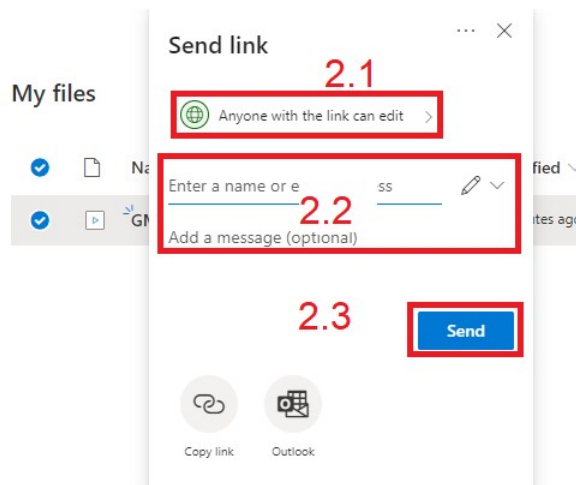 Send link
2.1
My files
Anyone with the link can edit
Na
fied
Enter a name or e ss
2.2
GM
tes ago
Add a message (optional)
2.3
Send
Copy link
Outlook